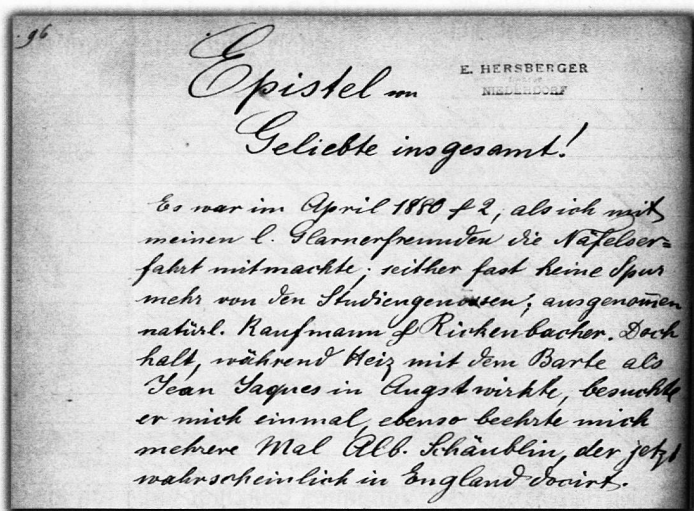 96
Epistel von
E. HERSBERGER
NIEDERDORF
Geliebte insgesamt!
Es war im April 1880 & 2, als ich mit
meinen l. Glarnerfreunden die Näfelser=
fahrt mitmachte; seither fast keine Spur
mehr von den Studiengenossen; ausgenom̅en
natürl. Kaufmann & Rickenbacher. Doch
halt, während Heiz mit dem Barte als
Jean Jaques in Augst wirkte, besuchte
er mich einmal, ebenso beehrte mich
mehrere Mal Alb. Schäublin, der jetzt
wahrscheinlich in England docirt.